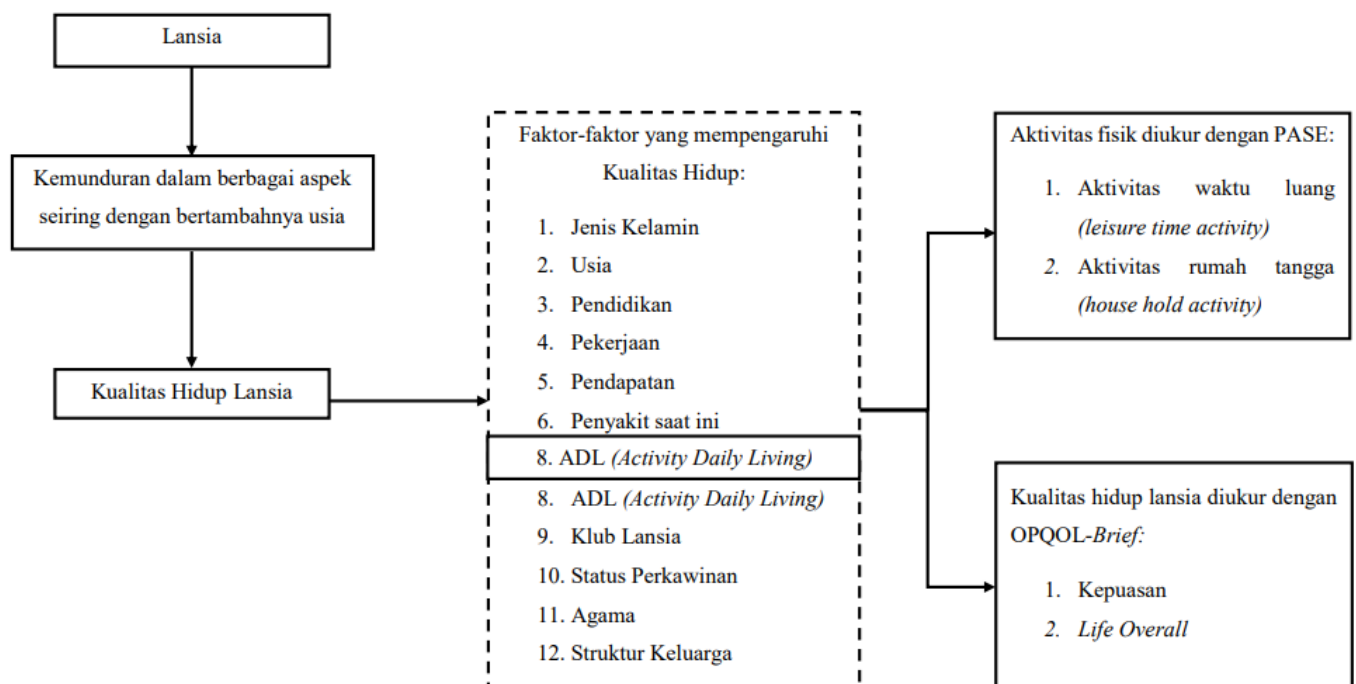 Lansia
Kemunduran dalam berbagai aspek
seiring dengan bertambahnya usia
Kualitas Hidup Lansia
Faktor-faktor yang mempengaruhi
Kualitas Hidup:
1. Jenis Kelamin
2. Usia
3. Pendidikan
4. Pekerjaan
5. Pendapatan
6. Penyakit saat ini
8. ADL (Activity Daily Living)
8. ADL (Activity Daily Living)
9. Klub Lansia
10. Status Perkawinan
11. Agama
12. Struktur Keluarga
Aktivitas fisik diukur dengan PASE:
1. Aktivitas waktu luang
(leisure time activity)
2. Aktivitas rumah tangga
(house hold activity)
Kualitas hidup lansia diukur dengan
OPQOL-Brief:
1. Kepuasan
2. Life Overall